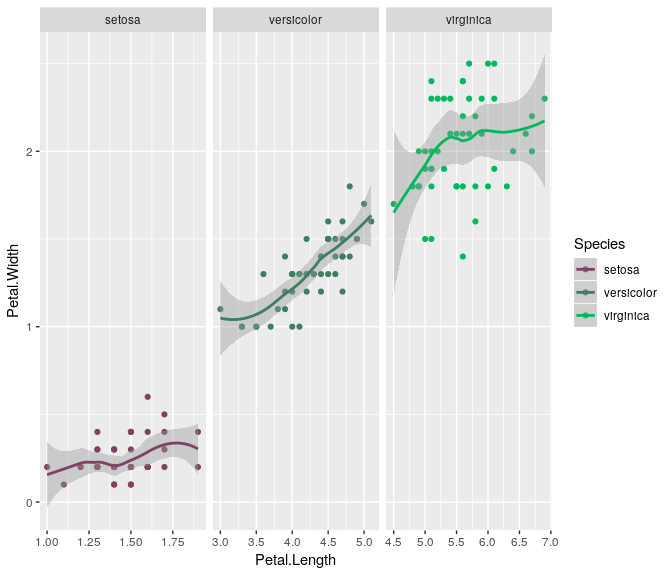 setosa versicolor virginica
2
1
0
Petal.Width
1.00 1.25 1.50 1.75 3.0 3.5 4.0 4.5 5.0 4.5 5.0 5.5 6.0 6.5 7.0
Petal.Length
Species
setosa
versicolor
virginica